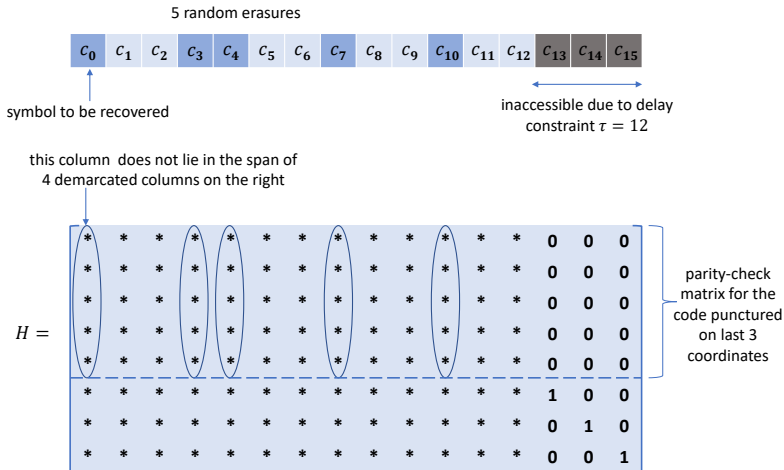 5 random erasures
c₀ c₁ c₂ c₃ c₄ c₅ c₆ c₇ c₈ c₉ c₁₀ c₁₁ c₁₂ c₁₃ c₁₄ c₁₅
symbol to be recovered
inaccessible due to delay
constraint τ = 12
this column does not lie in the span of
4 demarcated columns on the right
* * * * * * * * * * * * * 0 0 0
* * * * * * * * * * * * * 0 0 0
* * * * * * * * * * * * * 0 0 0
* * * * * * * * * * * * * 0 0 0
* * * * * * * * * * * * * 0 0 0
* * * * * * * * * * * * * 1 0 0
* * * * * * * * * * * * * 0 1 0
* * * * * * * * * * * * * 0 0 1
H =
parity-check
matrix for the
code punctured
on last 3
coordinates